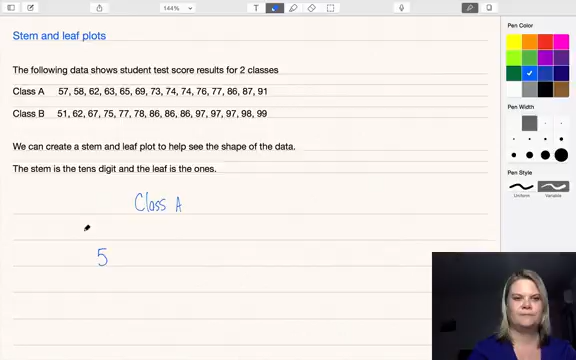 144%
Stem and leaf plots
The following data shows student test score results for 2 classes
Class A 57, 58, 62, 63, 65, 69, 73, 74, 74, 76, 77, 86, 87, 91
Class B 51, 62, 67, 75, 77, 78, 86, 86, 86, 97, 97, 97, 98, 99
We can create a stem and leaf plot to help see the shape of the data.
The stem is the tens digit and the leaf is the ones.
Class A
5
Pen Color
Pen Width
Pen Style
Uniform
Variable